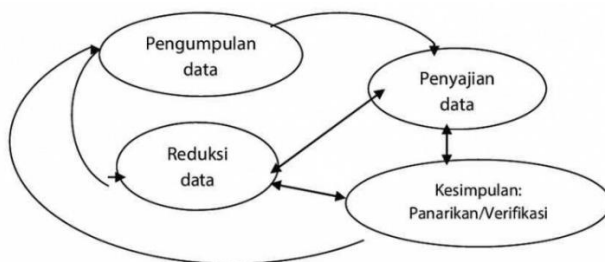 Pengumpulan
data
Penyajian
data
Reduksi
data
Kesimpulan:
Panarikan/Verifikasi